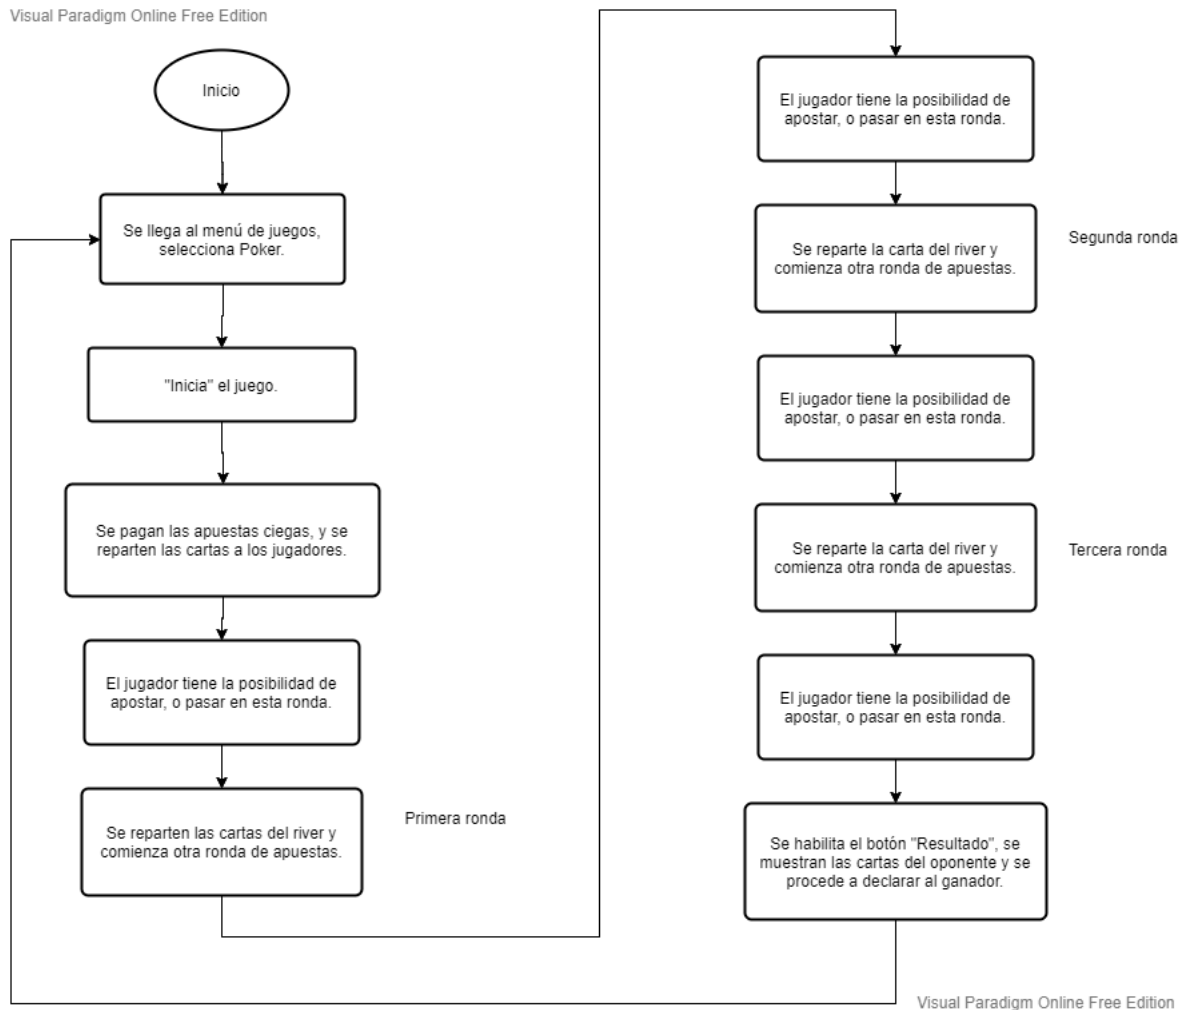 Visual Paradigm Online Free Edition
Inicio
Se llega al menú de juegos,
selecciona Poker.
"Inicia" el juego.
Se pagan las apuestas ciegas, y se
reparten las cartas a los jugadores.
El jugador tiene la posibilidad de
apostar, o pasar en esta ronda.
Se reparten las cartas del river y
comienza otra ronda de apuestas.
Primera ronda
El jugador tiene la posibilidad de
apostar, o pasar en esta ronda.
Se reparte la carta del river y
comienza otra ronda de apuestas.
Segunda ronda
El jugador tiene la posibilidad de
apostar, o pasar en esta ronda.
Se reparte la carta del river y
comienza otra ronda de apuestas.
Tercera ronda
El jugador tiene la posibilidad de
apostar, o pasar en esta ronda.
Se habilita el botón "Resultado", se
muestran las cartas del oponente y se
procede a declarar al ganador.
Visual Paradigm Online Free Edition